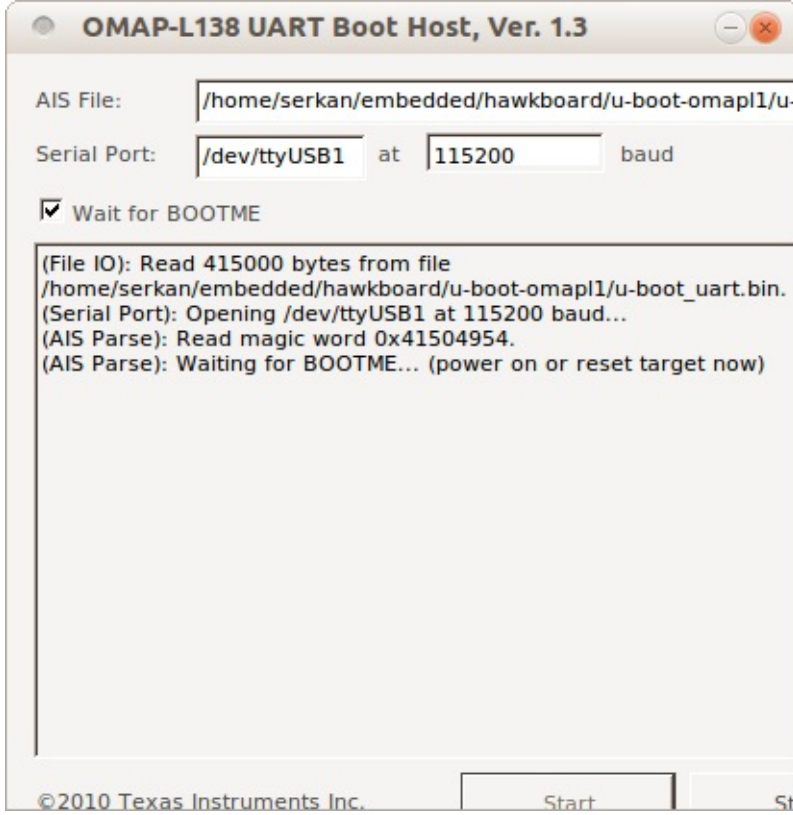 OMAP-L138 UART Boot Host, Ver. 1.3
AIS File: /home/serkan/embedded/hawkboard/u-boot-omapl1/u-
Serial Port: /dev/ttyUSB1 at 115200 baud
Wait for BOOTME
(File IO): Read 415000 bytes from file
/home/serkan/embedded/hawkboard/u-boot-omapl1/u-boot_uart.bin.
(Serial Port): Opening /dev/ttyUSB1 at 115200 baud...
(AIS Parse): Read magic word 0x41504954.
(AIS Parse): Waiting for BOOTME... (power on or reset target now)
©2010 Texas Instruments Inc. Start